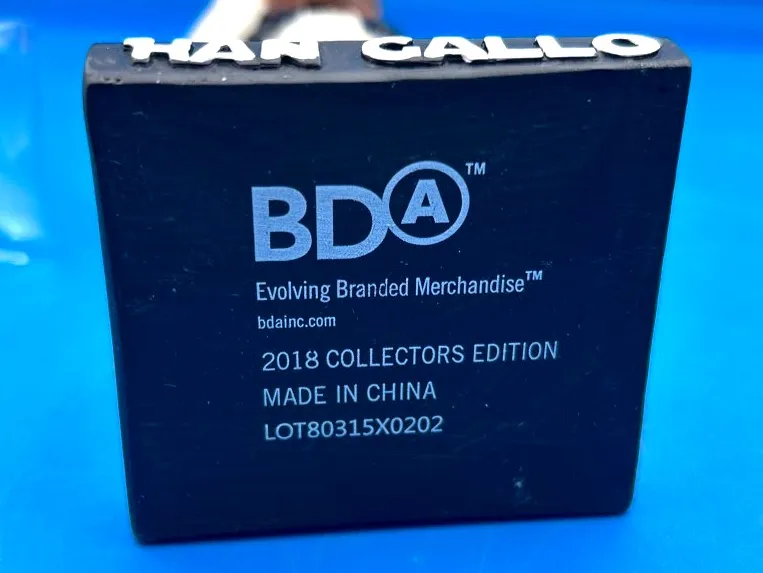 HAN GALLO
BDA™
Evolving Branded Merchandise™
bdainc.com
2018 COLLECTORS EDITION
MADE IN CHINA
LOT80315X0202